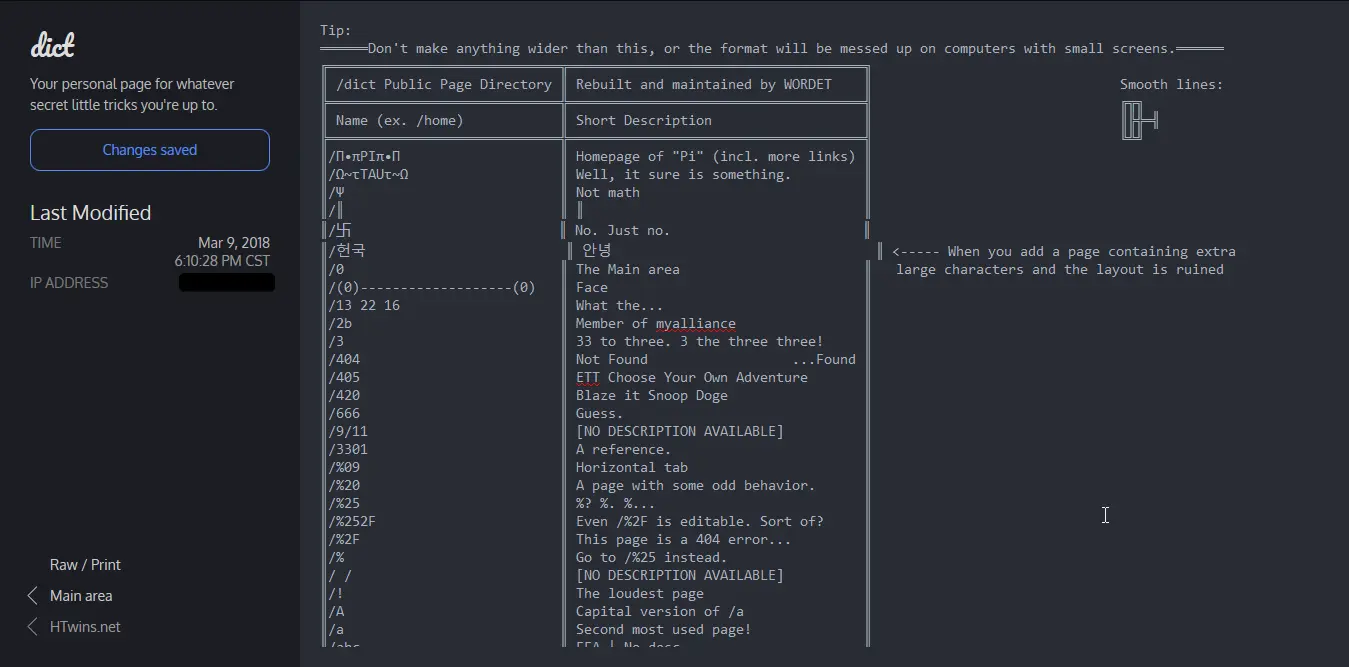 dict
Your personal page for whatever
secret little tricks you're up to.
Changes saved
Last Modified
TIME Mar 9, 2018
6:10:28 PM CST
IP ADDRESS
Raw / Print
Main area
HTwins.net
Tip:
══════Don't make anything wider than this, or the format will be messed up on computers with small screens.══════
/dict Public Page Directory ║ Rebuilt and maintained by WORDET
Smooth lines:
Name (ex. /home) ║ Short Description
╔╦╗
║║╠═╣
╚╩╝
/Π•πPIπ•Π ║ Homepage of "Pi" (incl. more links)
/Ω~τTAUτ~Ω ║ Well, it sure is something.
/Ψ ║ Not math
/║ ║ ║
/卐 ║ No. Just no.
/헌국 ║ 안녕 ║ <----- When you add a page containing extra
/0 ║ The Main area ║ large characters and the layout is ruined
/(0)-------------------(0) ║ Face
/13 22 16 ║ What the...
/2b ║ Member of myalliance
/3 ║ 33 to three. 3 the three three!
/404 ║ Not Found ...Found
/405 ║ ETT Choose Your Own Adventure
/420 ║ Blaze it Snoop Doge
/666 ║ Guess.
/9/11 ║ [NO DESCRIPTION AVAILABLE]
/3301 ║ A reference.
/%09 ║ Horizontal tab
/%20 ║ A page with some odd behavior.
/%25 ║ %? %. %...
/%252F ║ Even /%2F is editable. Sort of?
/%2F ║ This page is a 404 error...
/% ║ Go to /%25 instead.
/ / ║ [NO DESCRIPTION AVAILABLE]
/! ║ The loudest page
/A ║ Capital version of /a
/a ║ Second most used page!